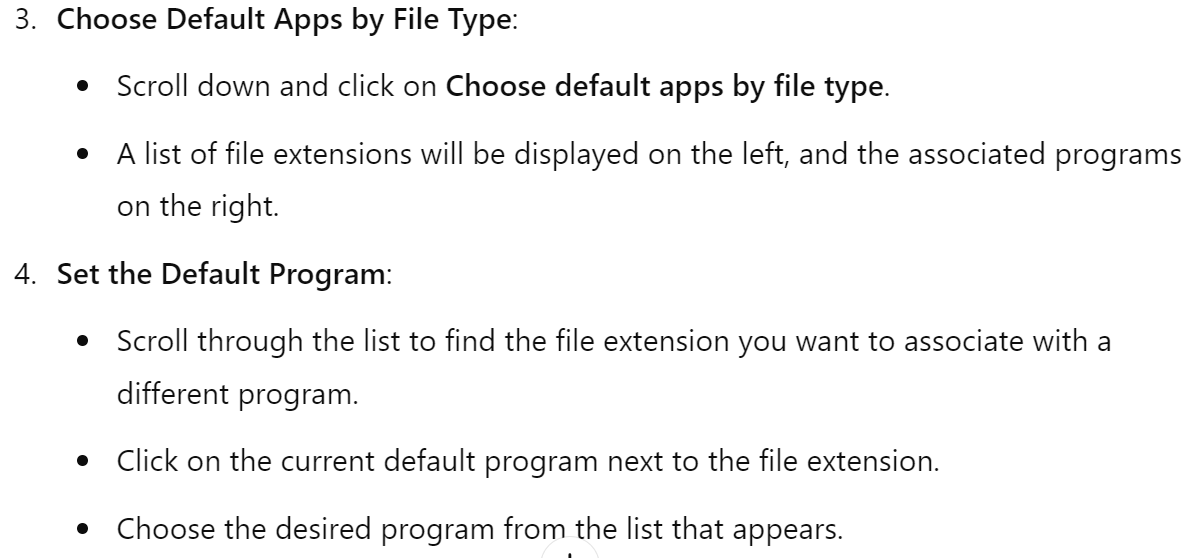 3. Choose Default Apps by File Type:
• Scroll down and click on Choose default apps by file type.
• A list of file extensions will be displayed on the left, and the associated programs
on the right.
4. Set the Default Program:
• Scroll through the list to find the file extension you want to associate with a
different program.
• Click on the current default program next to the file extension.
• Choose the desired program from the list that appears.